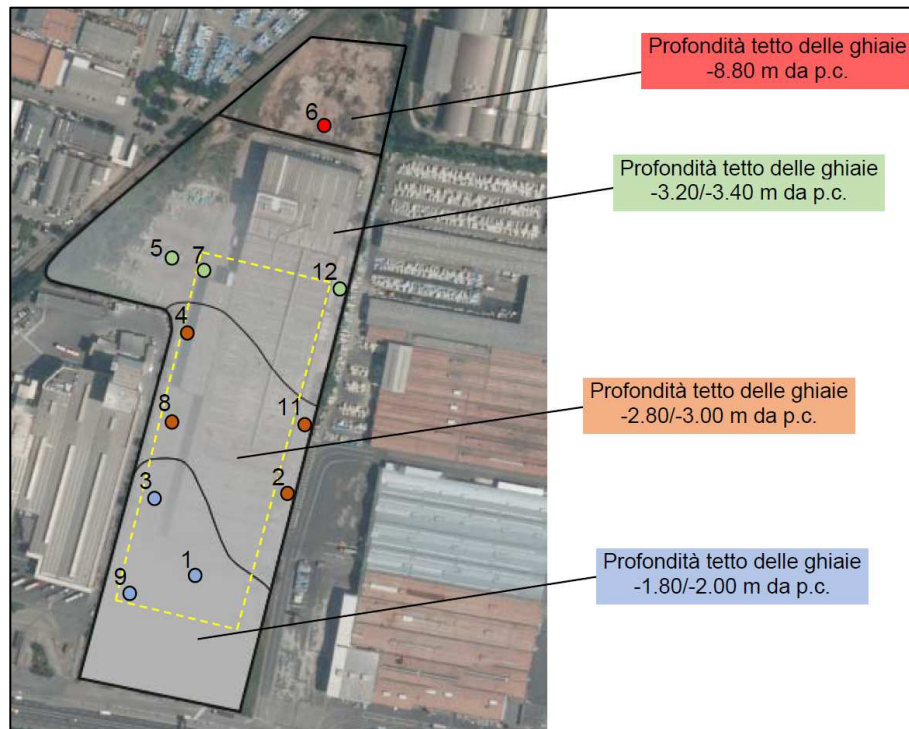 Profondità tetto delle ghiaie
-8.80 m da p.c.
6
Profondità tetto delle ghiaie
-3.20/-3.40 m da p.c.
5
7
12
4
Profondità tetto delle ghiaie
-2.80/-3.00 m da p.c.
8
11
3
2
Profondità tetto delle ghiaie
-1.80/-2.00 m da p.c.
1
9